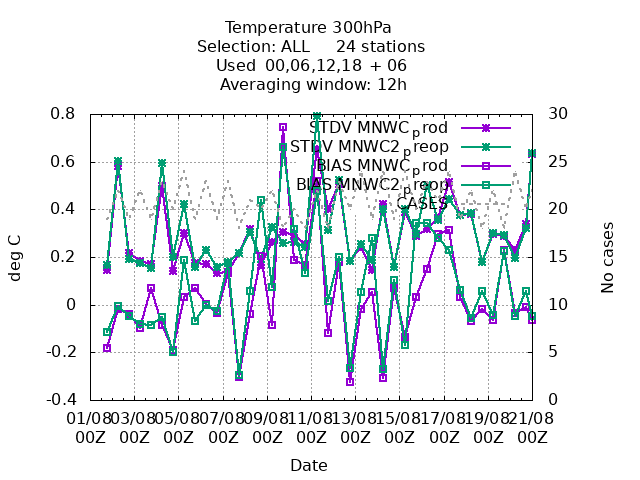 Temperature 300hPa
Selection: ALL     24 stations
Used  00,06,12,18  + 06
Averaging window: 12h
STDV MNWC_prod
STDV MNWC2_preop
BIAS MNWC_prod
BIAS MNWC2_preop
CASES
0.8
0.6
0.4
0.2
0
-0.2
-0.4
deg C
30
25
20
15
10
5
0
No cases
01/08 03/08 05/08 07/08 09/08 11/08 13/08 15/08 17/08 19/08 21/08
00Z 00Z 00Z 00Z 00Z 00Z 00Z 00Z 00Z 00Z 00Z
Date